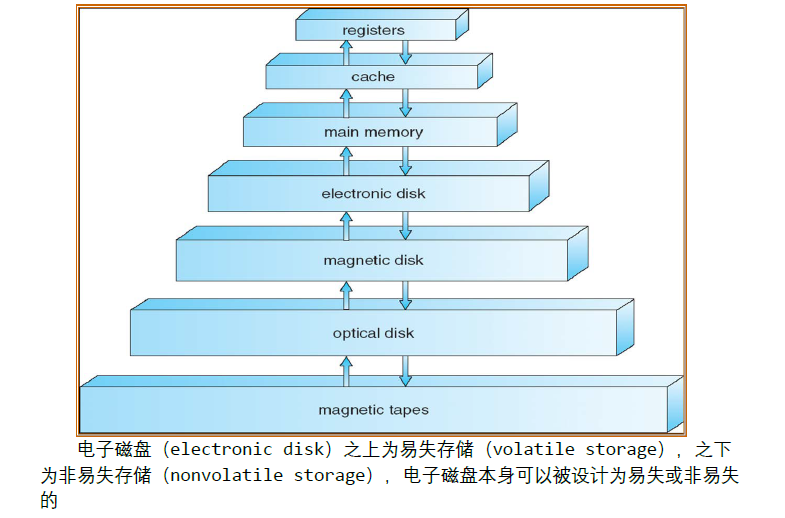 registers
cache
main memory
electronic disk
magnetic disk
optical disk
magnetic tapes
电子磁盘（electronic disk）之上为易失存储（volatile storage），之下
为非易失存储（nonvolatile storage），电子磁盘本身可以被设计为易失或非易失
的